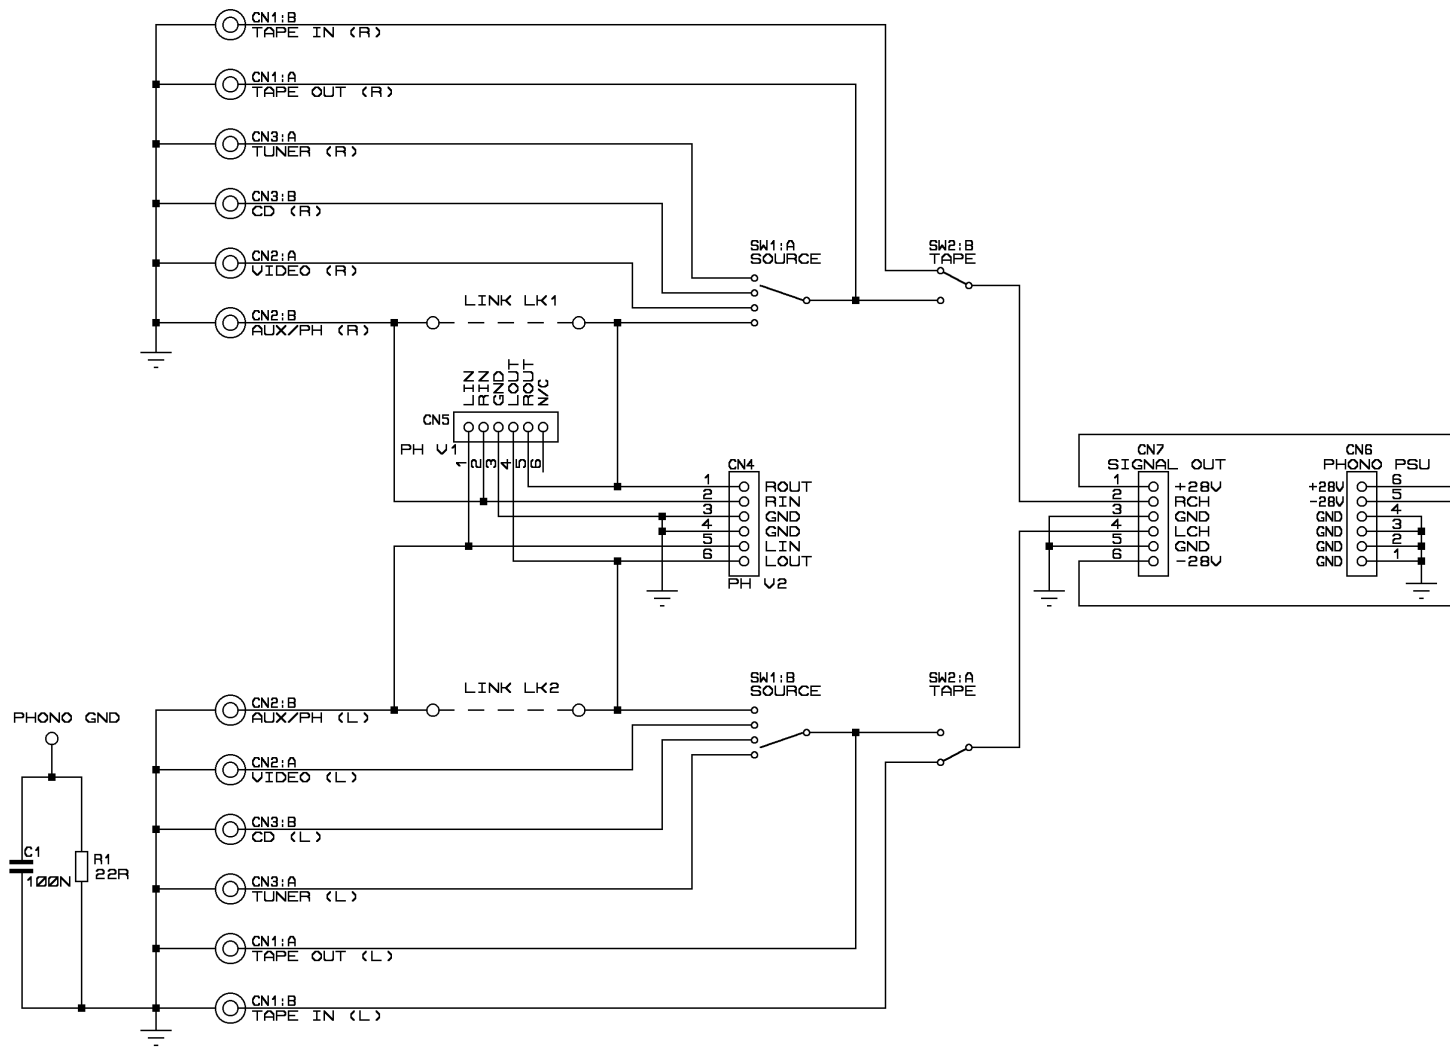 CN1:B
TAPE IN (R)
CN1:A
TAPE OUT (R)
CN3:A
TUNER (R)
CN3:B
CD (R)
CN2:A
VIDEO (R)
CN2:B
AUX/PH (R)
LINK LK1
SW1:A
SOURCE
SW2:B
TAPE
LIN
RIN
GND
LOUT
ROUT
N/C
CN5
PH V1
1
2
3
4
5
6
CN4
1 ROUT
2 RIN
3 GND
4 GND
5 LIN
6 LOUT
PH V2
CN7
SIGNAL OUT
1 +28V
2 RCH
3 GND
4 LCH
5 GND
6 -28V
CN6
PHONO PSU
+28V 6
-28V 5
GND 4
GND 3
GND 2
GND 1
LINK LK2
SW1:B
SOURCE
SW2:A
TAPE
CN2:B
AUX/PH (L)
CN2:A
VIDEO (L)
CN3:B
CD (L)
CN3:A
TUNER (L)
CN1:A
TAPE OUT (L)
CN1:B
TAPE IN (L)
PHONO GND
C1
100N
R1
22R